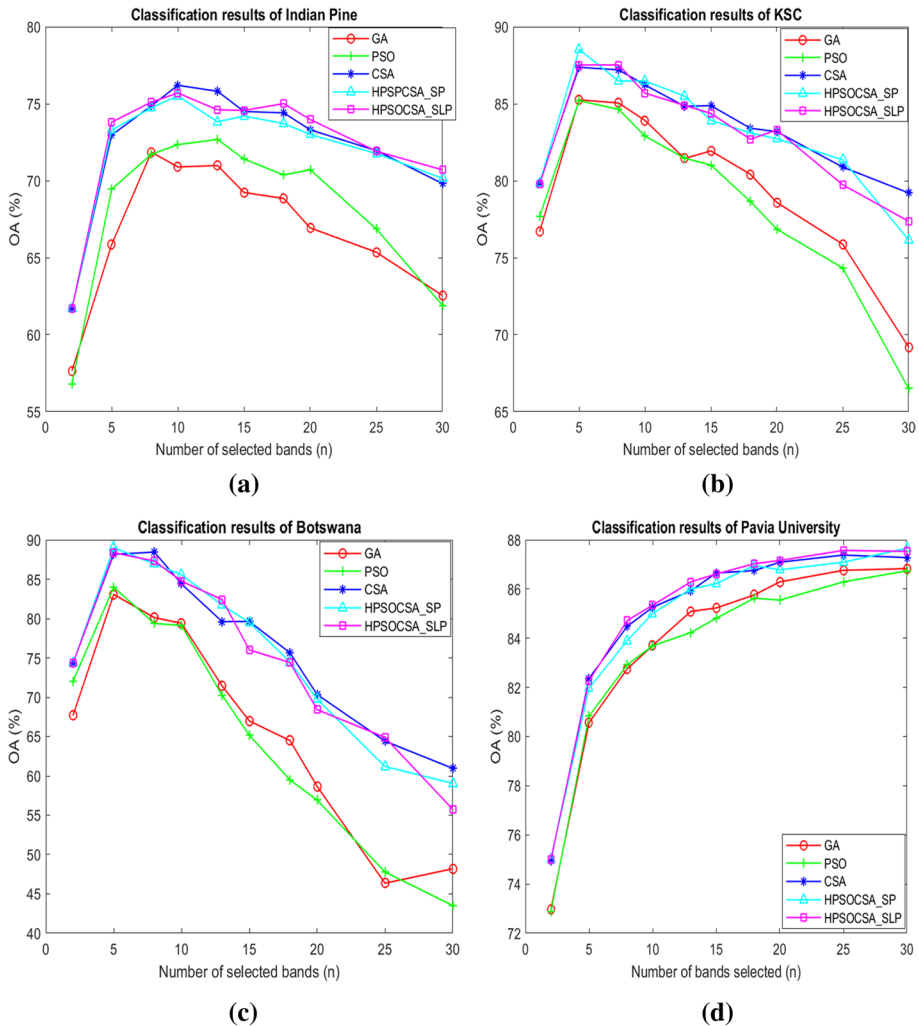 Classification results of Indian Pine
80
75
70
65
60
55
OA (%)
0 5 10 15 20 25 30
Number of selected bands (n)
GA
PSO
CSA
HPSPCSA_SP
HPSOCSA_SLP
(a)
Classification results of KSC
90
85
80
75
70
65
OA (%)
0 5 10 15 20 25 30
Number of selected bands (n)
GA
PSO
CSA
HPSOCSA_SP
HPSOCSA_SLP
(b)
Classification results of Botswana
90
85
80
75
70
65
60
55
50
45
40
OA (%)
0 5 10 15 20 25 30
Number of selected bands (n)
GA
PSO
CSA
HPSOCSA_SP
HPSOCSA_SLP
(c)
Classification results of Pavia University
88
86
84
82
80
78
76
74
72
OA (%)
0 5 10 15 20 25 30
Number of bands selected (n)
GA
PSO
CSA
HPSOCSA_SP
HPSOCSA_SLP
(d)